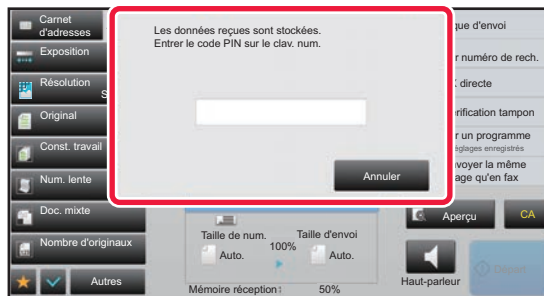 Carnet
d'adresses
Exposition
Résolution
S
Original
Const. travail
Num. lente
Doc. mixte
Nombre d'originaux
Autres
Les données reçues sont stockées.
Entrer le code PIN sur le clav. num.
Annuler
que d'envoi
r numéro de rech.
directe
rification tampon
r un programme
églages enregistrés
voyer la même
age qu'en fax
Aperçu
CA
Taille de num.
Taille d'envoi
100%
Auto.
Auto.
Mémoire réception:
50%
Haut-parleur
Départ